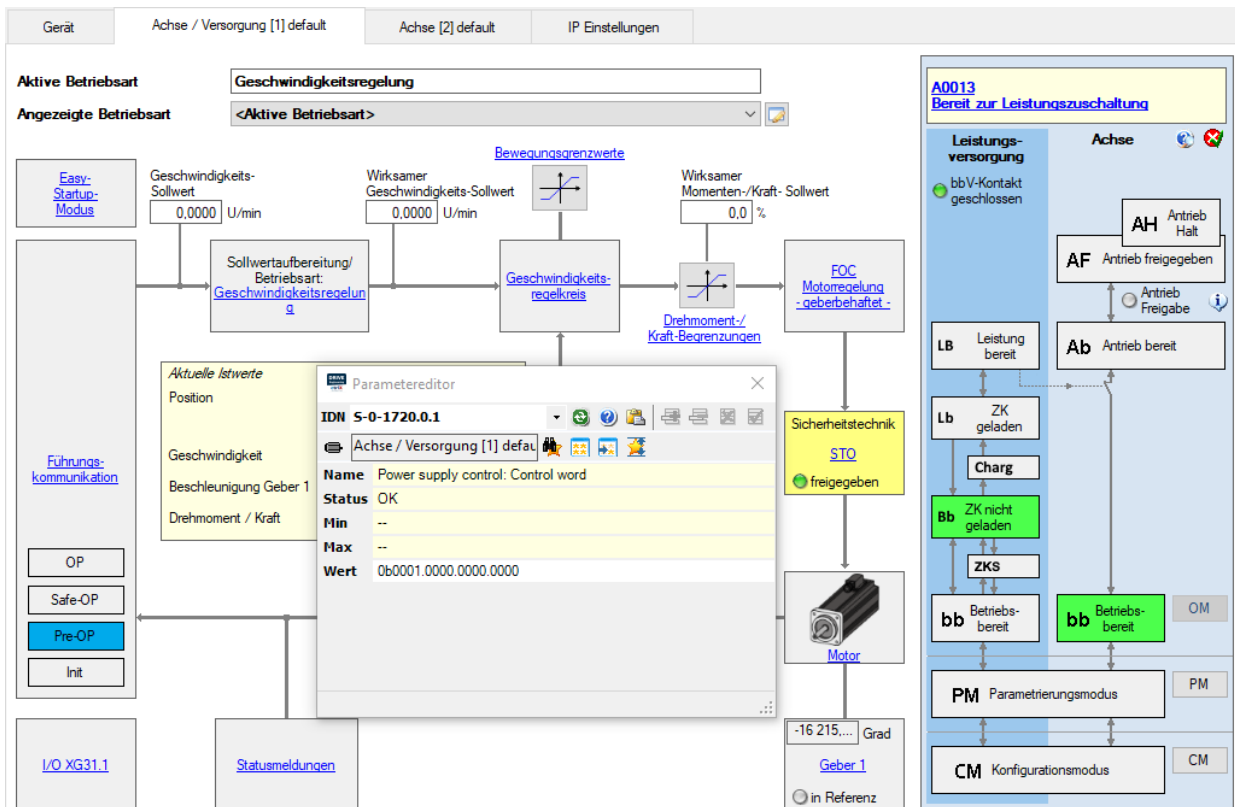 Gerät
Achse / Versorgung [1] default
Achse [2] default
IP Einstellungen
Aktive Betriebsart
Geschwindigkeitsregelung
Angezeigte Betriebsart
<Aktive Betriebsart>
Easy-
Startup-
Modus
Geschwindigkeits-
Sollwert
0,0000 U/min
Wirksamer
Geschwindigkeits-Sollwert
0,0000 U/min
Bewegungsgrenzwerte
Wirksamer
Momenten-/Kraft- Sollwert
0,0 %
Sollwertaufbereitung/
Betriebsart:
Geschwindigkeitsregelun
g
Geschwindigkeits-
regelkreis
Drehmoment-/
Kraft-Begrenzungen
FOC
Motorregelung
- geberbehaftet -
Führungs-
kommunikation
OP
Safe-OP
Pre-OP
Init
Aktuelle Istwerte
Position
Geschwindigkeit
Beschleunigung Geber 1
Drehmoment / Kraft
Parametereditor
IDN S-0-1720.0.1
Achse / Versorgung [1] defau
Name Power supply control: Control word
Status OK
Min --
Max --
Wert 0b0001.0000.0000.0000
Sicherheitstechnik
STO
freigegeben
Motor
-16 215,... Grad
Geber 1
in Referenz
I/O XG31.1
Statusmeldungen
A0013
Bereit zur Leistungszuschaltung
Leistungs-
versorgung
Achse
bbV-Kontakt
geschlossen
AH Antrieb
Halt
AF Antrieb freigegeben
Antrieb
Freigabe
LB Leistung
bereit
Ab Antrieb bereit
Lb ZK
geladen
Charg
Bb ZK nicht
geladen
ZKS
bb Betriebs-
bereit
bb Betriebs-
bereit
OM
PM Parametrierungsmodus
PM
CM Konfigurationsmodus
CM